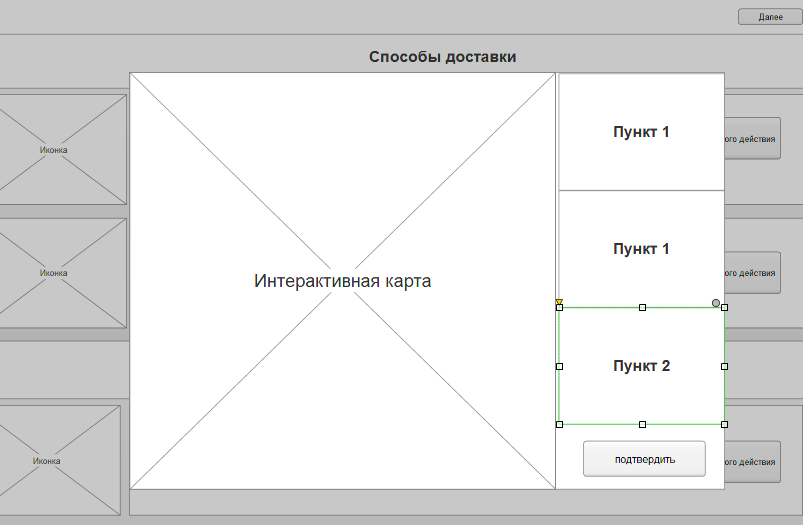 Далее
Способы доставки
Пункт 1
Иконка
ого действия
Пункт 1
Иконка
ого действия
Интерактивная карта
Пункт 2
Иконка
подтвердить
ого действия